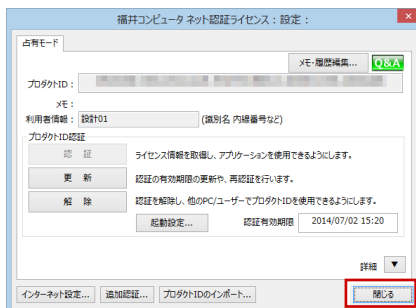 福井コンピュータ ネット認証ライセンス：設定：
占有モード
メモ・履歴編集... Q&A
プロダクトID：
メモ：
利用者情報： 設計01 (識別名 内線番号など)
プロダクトID認証
認 証 ライセンス情報を取得し、アプリケーションを使用できるようにします。
更 新 認証の有効期限の更新や、再認証を行います。
解 除 認証を解除し、他のPC/ユーザーでプロダクトIDを使用できるようにします。
起動設定... 認証有効期限 2014/07/02 15:20
詳細 ▼
インターネット設定... 追加認証... プロダクトIDのインポート... 閉じる